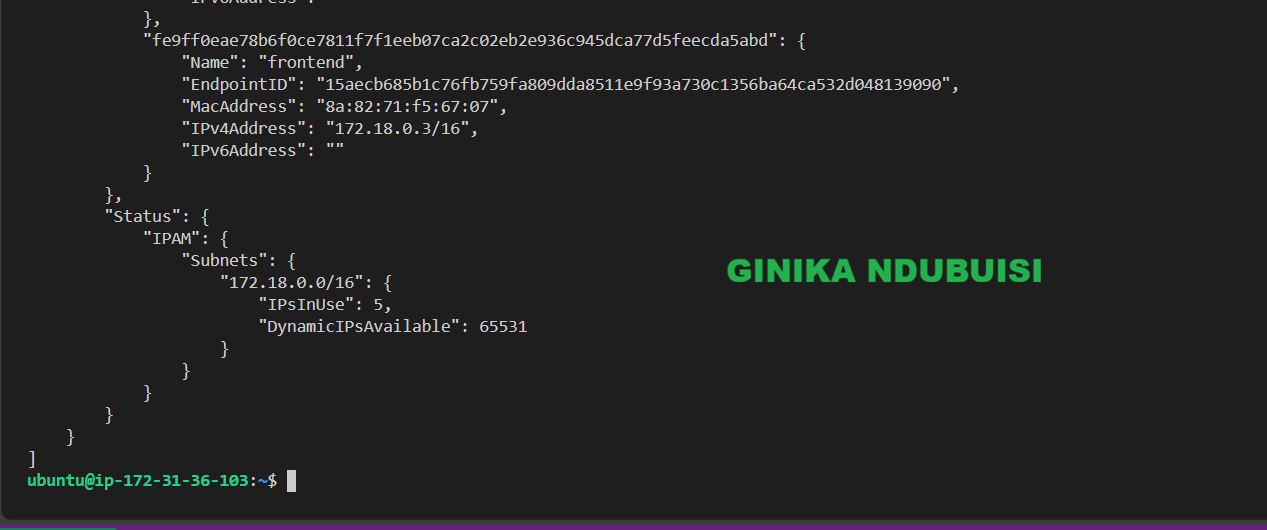 },
"fe9ff0eae78b6f0ce7811f7f1eeb07ca2c02eb2e936c945dca77d5feecda5abd": {
"Name": "frontend",
"EndpointID": "15aecb685b1c76fb759fa809dda8511e9f93a730c1356ba64ca532d048139090",
"MacAddress": "8a:82:71:f5:67:07",
"IPv4Address": "172.18.0.3/16",
"IPv6Address": ""
}
},
"Status": {
"IPAM": {
"Subnets": {
"172.18.0.0/16": {
"IPsInUse": 5,
"DynamicIPsAvailable": 65531
}
}
}
}
}
]
ubuntu@ip-172-31-36-103:~$
GINIKA NDUBUISI